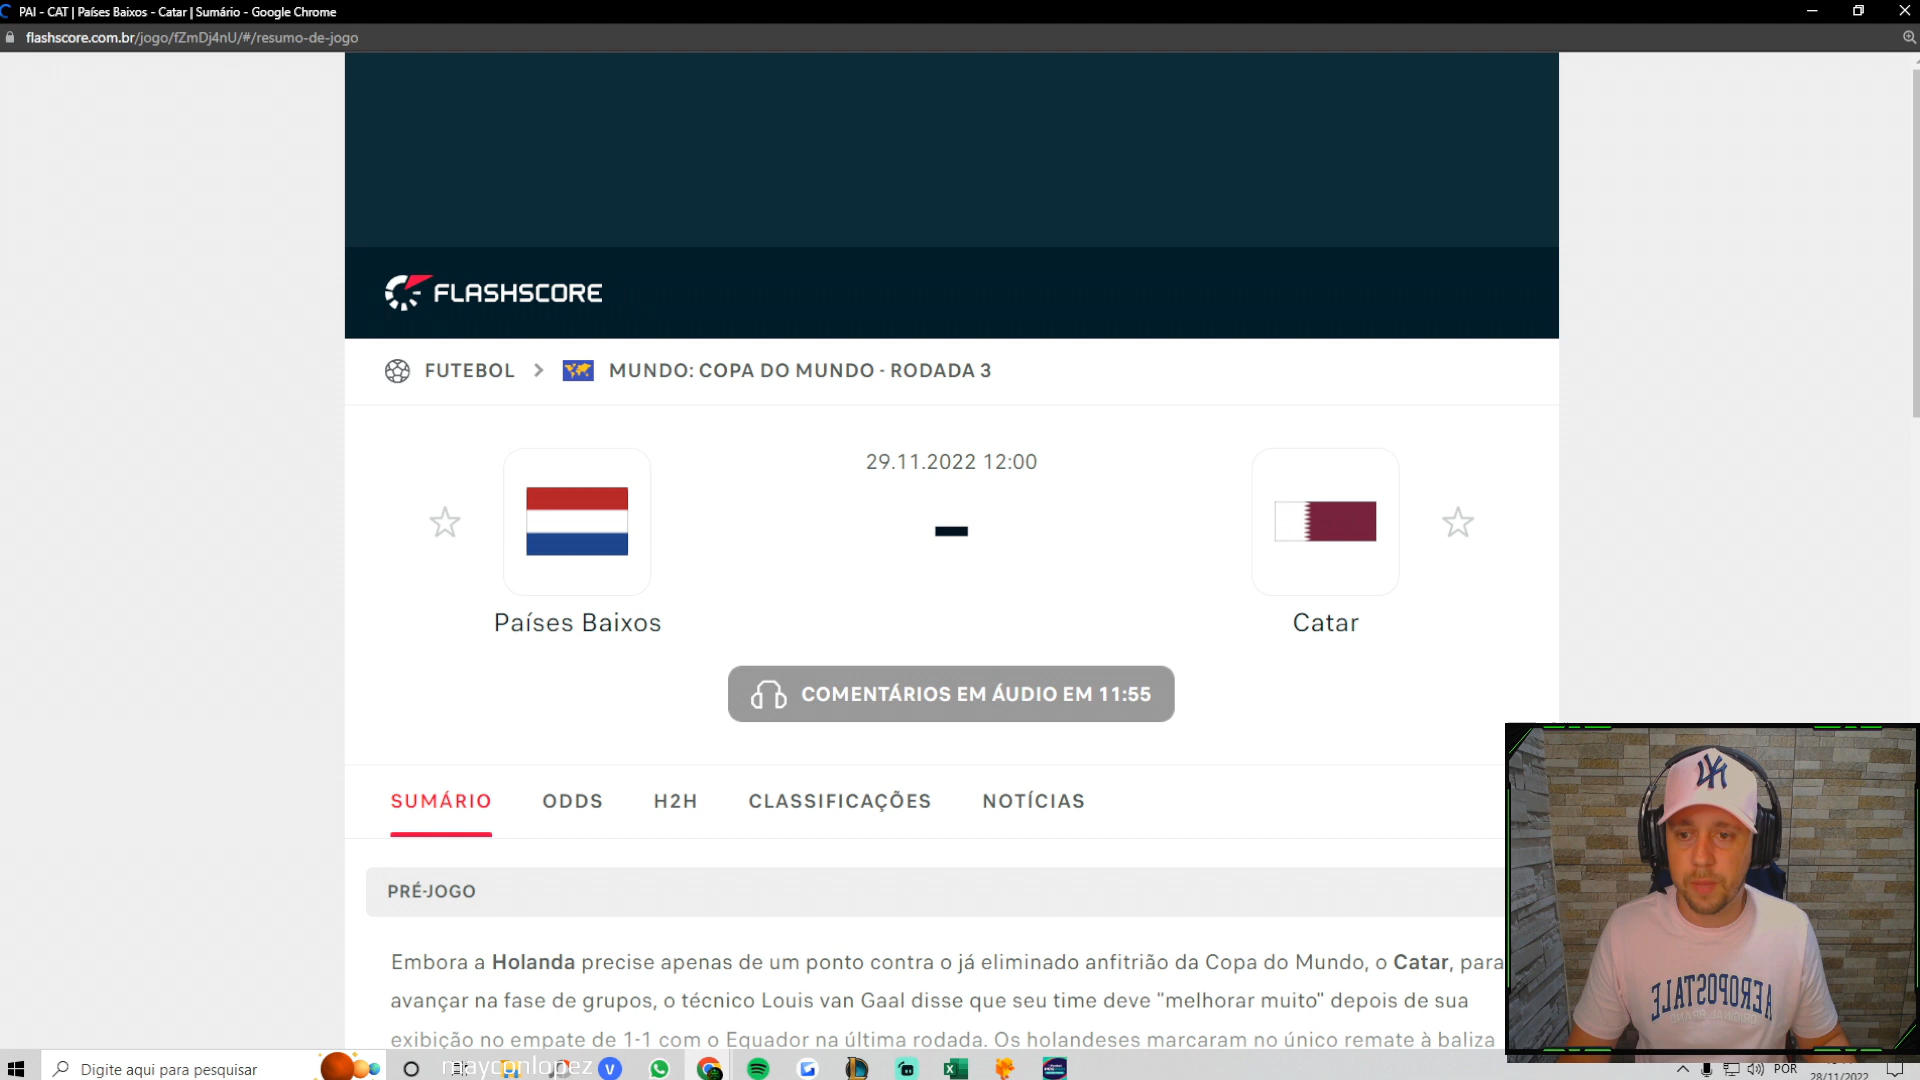 PAI - CAT | Países Baixos - Catar | Sumário - Google Chrome
flashscore.com.br/jogo/fZmDj4nU/#/resumo-de-jogo
FLASHSCORE
FUTEBOL > MUNDO: COPA DO MUNDO - RODADA 3
29.11.2022 12:00
-
Países Baixos
Catar
COMENTÁRIOS EM ÁUDIO EM 11:55
SUMÁRIO ODDS H2H CLASSIFICAÇÕES NOTÍCIAS
PRÉ-JOGO
Embora a Holanda precise apenas de um ponto contra o já eliminado anfitrião da Copa do Mundo, o Catar, para
avançar na fase de grupos, o técnico Louis van Gaal disse que seu time deve "melhorar muito" depois de sua
exibição no empate de 1-1 com o Equador na última rodada. Os holandeses marcaram no único remate à baliza
NY
AEROPOSTALE
Digite aqui para pesquisar
mayconlopez
V
POR
28/11/2022